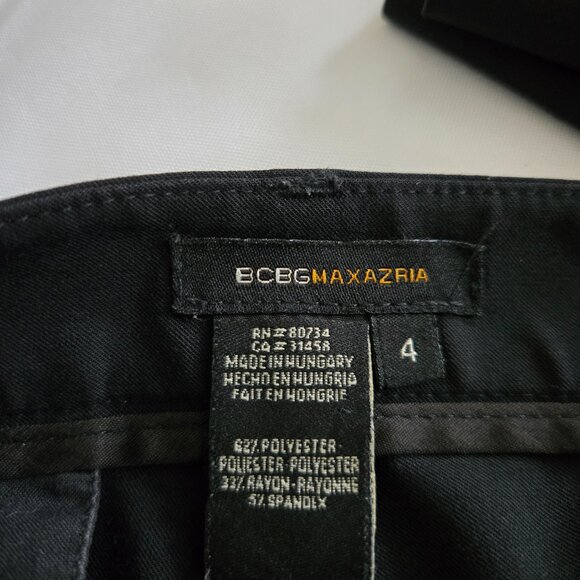 BCBGMAXAZRIA
4
RN#80734
CA#31458
MADE IN HUNGARY
HECHO EN HUNGRIA
FAIT EN HONGRIE
62% POLYESTER
POLIESTER-POLYESTER
33% RAYON-RAYONNE
5% SPANDEX